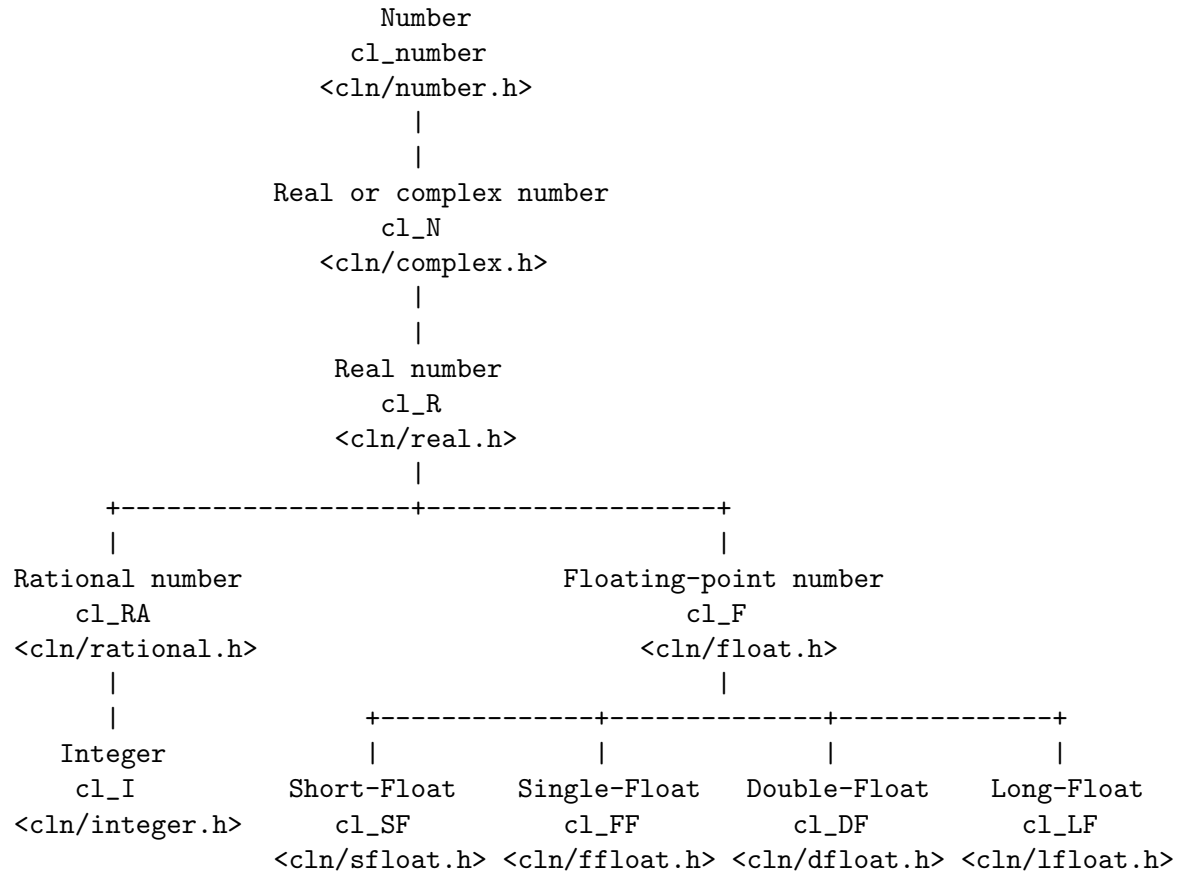 Number
cl_number
<cln/number.h>
|
|
Real or complex number
cl_N
<cln/complex.h>
|
|
Real number
cl_R
<cln/real.h>
|
+-------------------+-------------------+
| |
Rational number Floating-point number
cl_RA cl_F
<cln/rational.h> <cln/float.h>
| |
| +--------------+--------------+--------------+
Integer | | | |
cl_I Short-Float Single-Float Double-Float Long-Float
<cln/integer.h> cl_SF cl_FF cl_DF cl_LF
<cln/sfloat.h> <cln/ffloat.h> <cln/dfloat.h> <cln/lfloat.h>